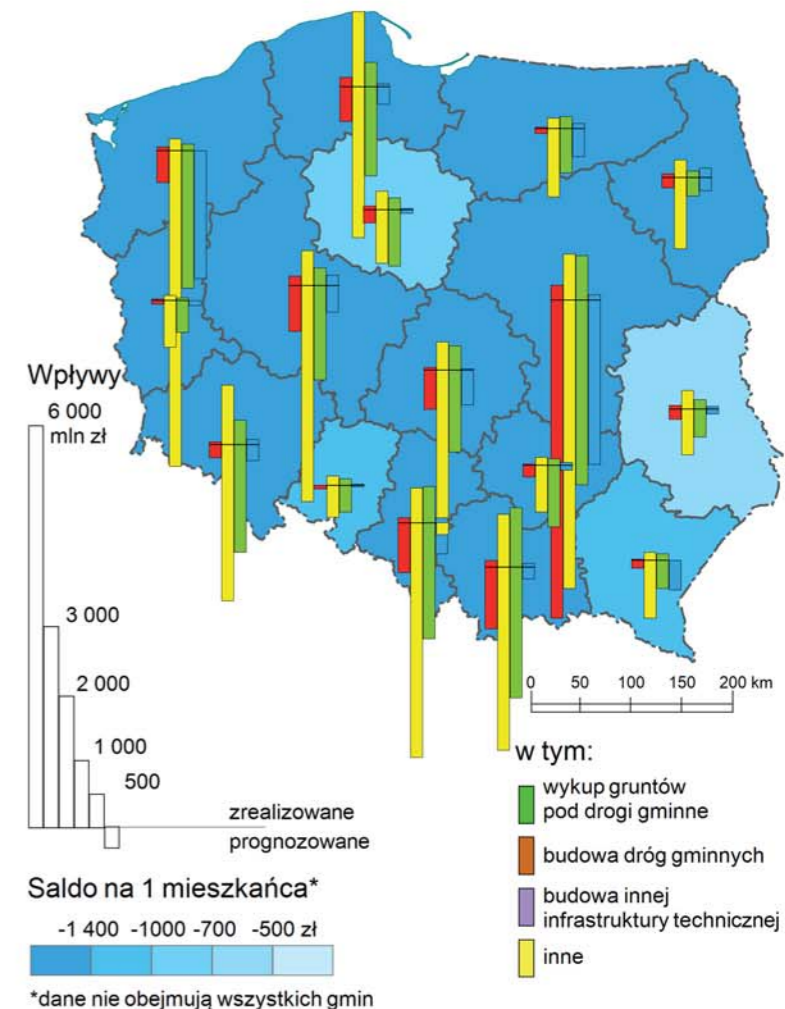 Wpływy
6 000
mln zł
3 000
2 000
1 000
500
zrealizowane
prognozowane
Saldo na 1 mieszkańca*
-1 400 -1000 -700 -500 zł
*dane nie obejmują wszystkich gmin
0 50 100 150 200 km
w tym:
wykup gruntów
pod drogi gminne
budowa dróg gminnych
budowa innej
infrastruktury technicznej
inne